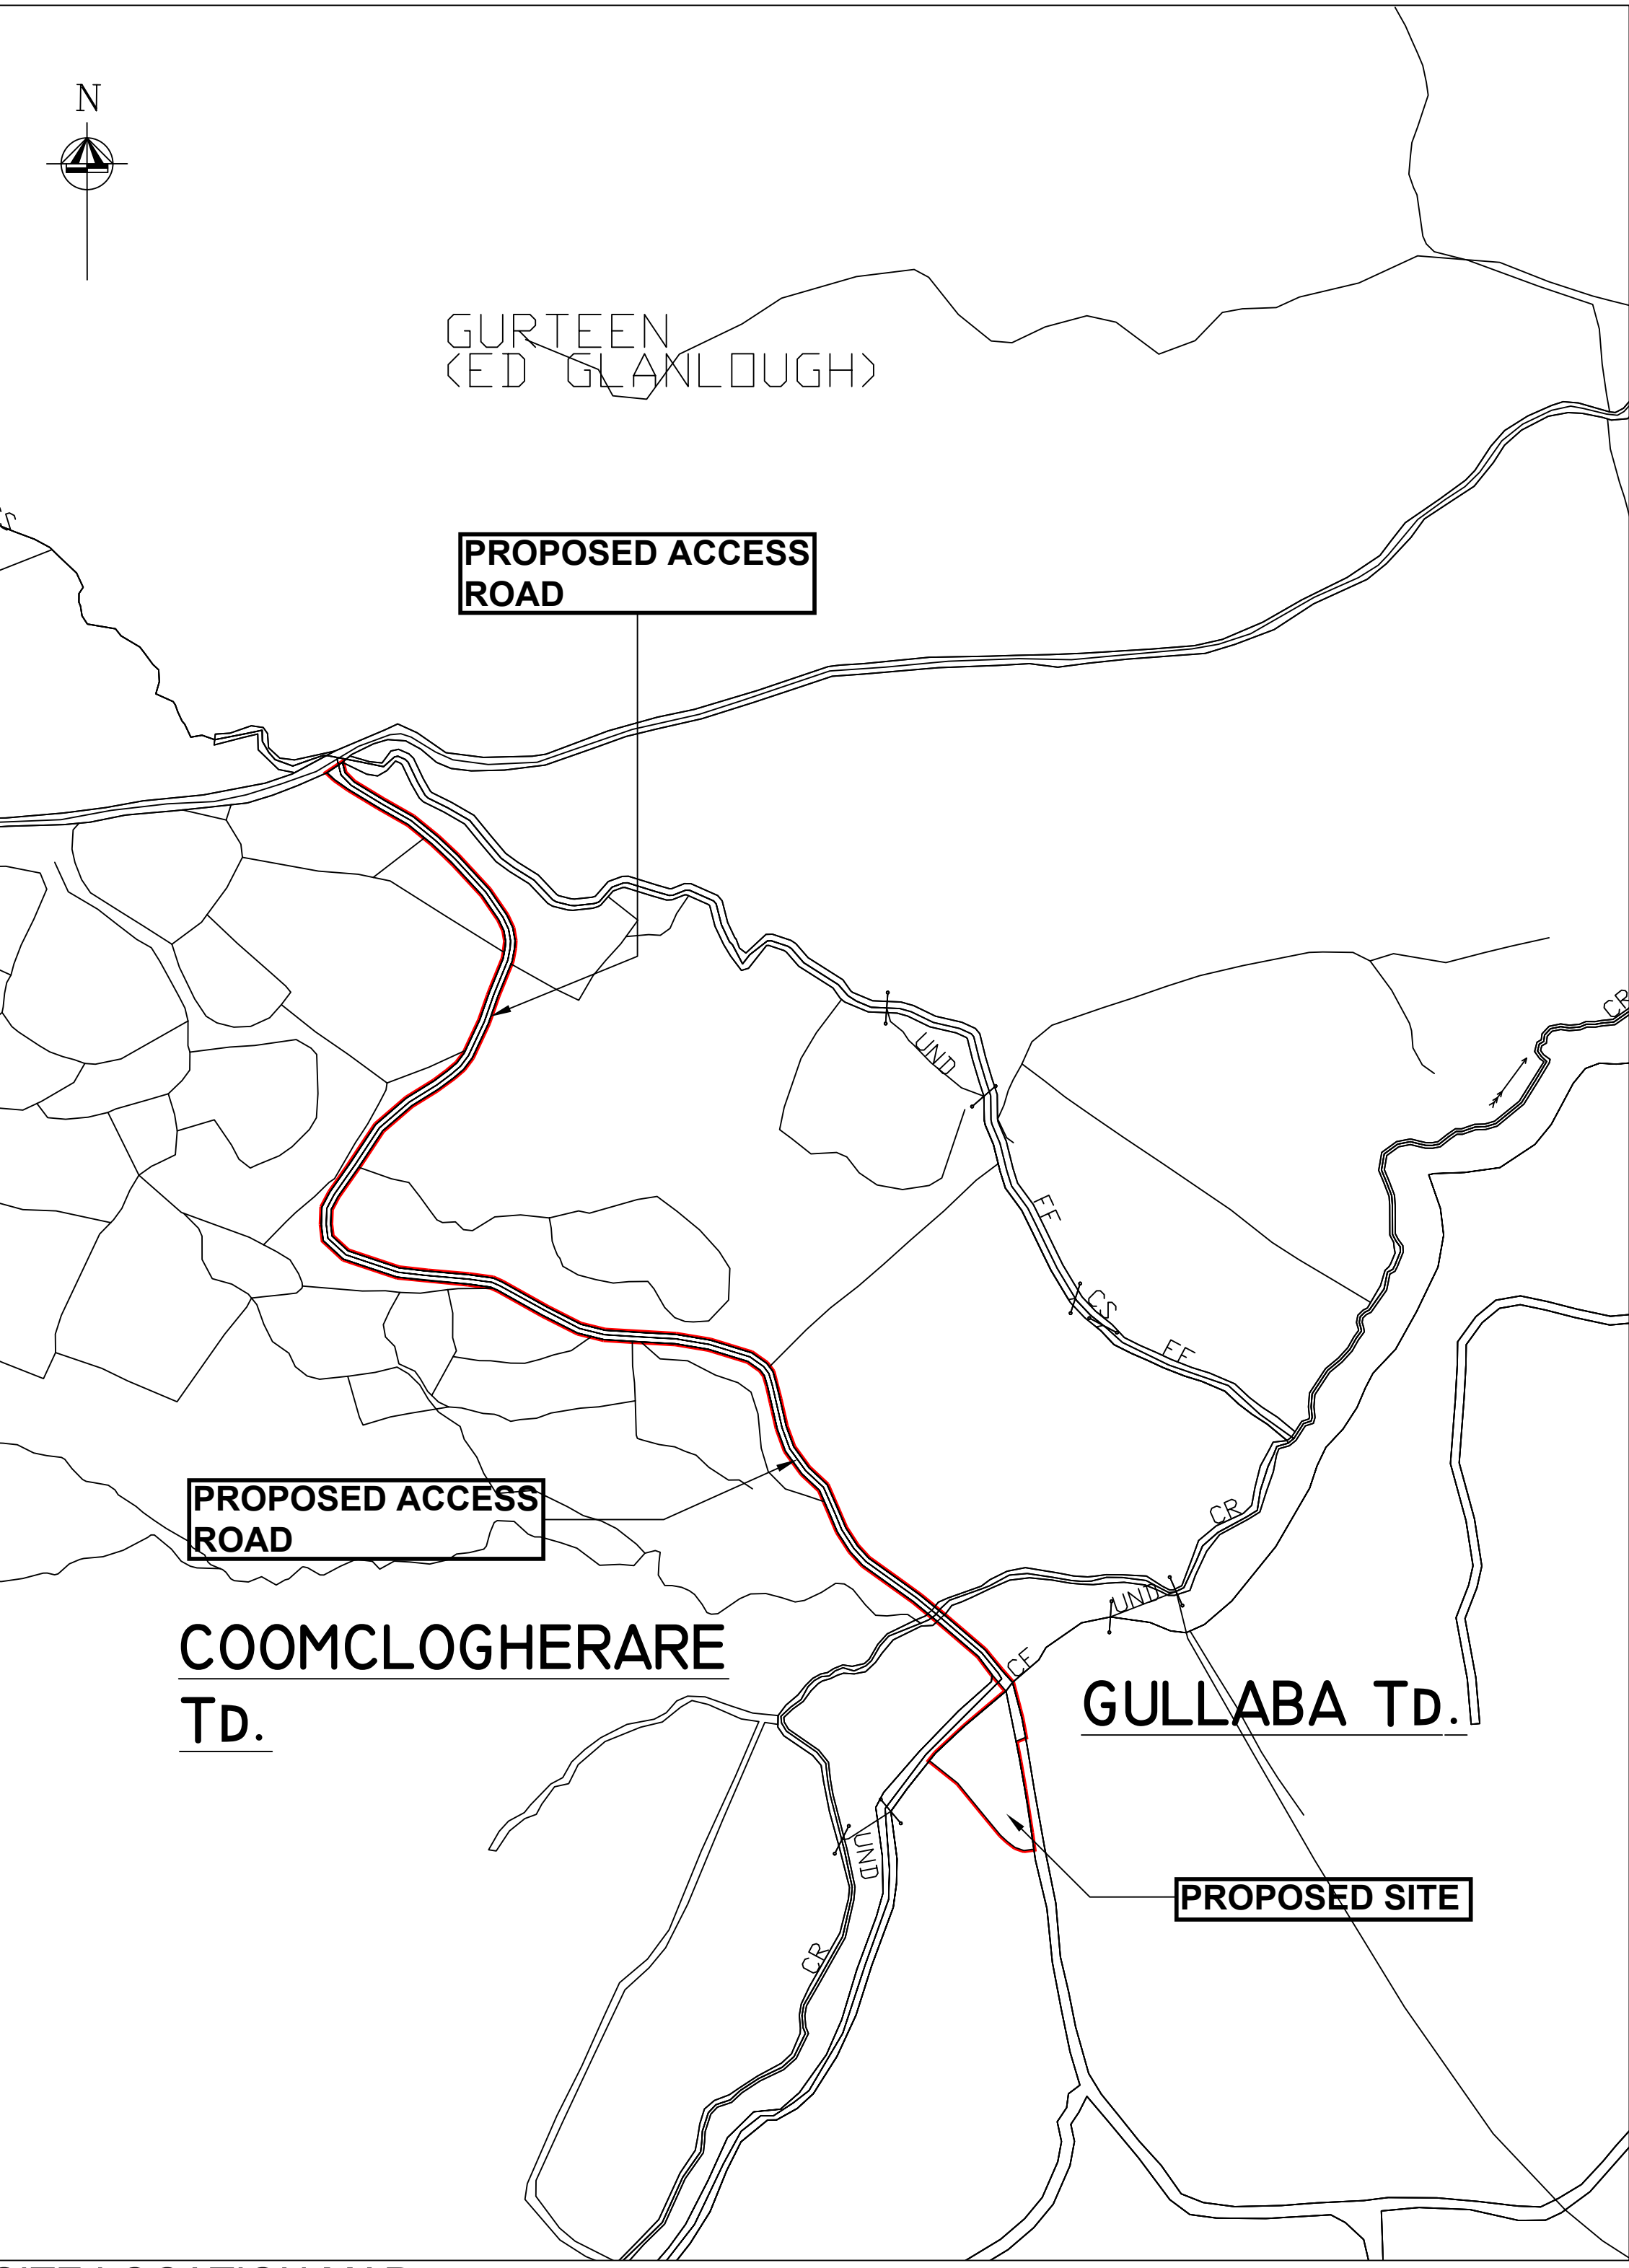 N
GURTEEN
(ED GLANLOUGH)
PROPOSED ACCESS
ROAD
CR
UND
FF
CS
FF
PROPOSED ACCESS
ROAD
CR
UND
COOMCLOGHERARE
TD.
CF
GULLABA TD.
UND
PROPOSED SITE
CR